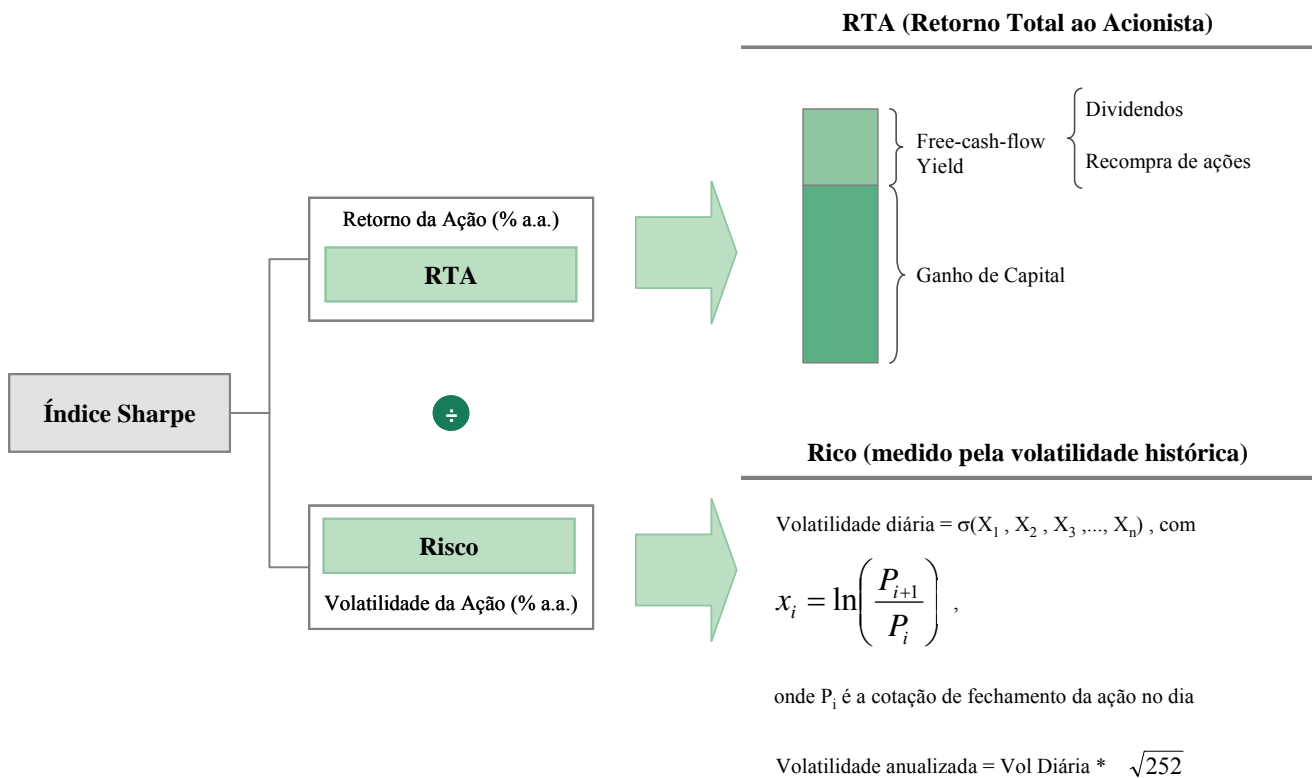 RTA (Retorno Total ao Acionista)
Free-cash-flow
Yield
Dividendos
Recompra de ações
Ganho de Capital
Retorno da Ação (% a.a.)
RTA
Índice Sharpe
÷
Risco
Volatilidade da Ação (% a.a.)
Rico (medido pela volatilidade histórica)
Volatilidade diária = σ(X₁ , X₂ , X₃ ,..., Xₙ) , com
xᵢ = ln(Pᵢ₊₁ / Pᵢ) ,
onde Pᵢ é a cotação de fechamento da ação no dia
Volatilidade anualizada = Vol Diária * √252